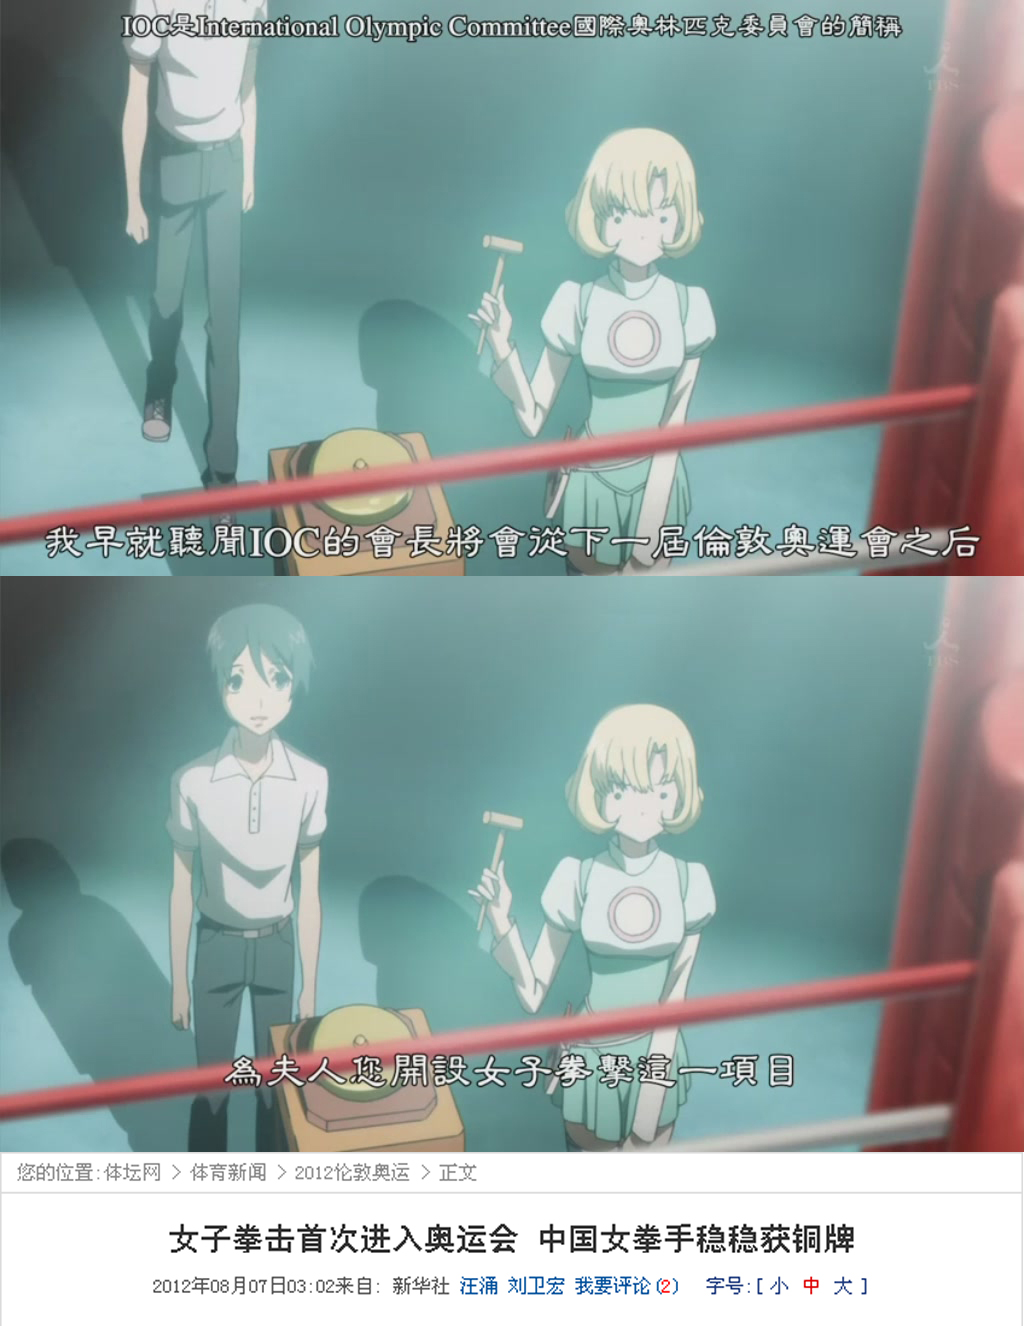 IOC是International Olympic Committee國際奧林匹克委員會的簡稱
TBS
我早就聽聞IOC的會長將會從下一屆倫敦奧運會之后
TBS
為夫人您開設女子拳擊這一項目
您的位置:体坛网 > 体育新闻 > 2012伦敦奥运 > 正文
女子拳击首次进入奥运会 中国女拳手稳稳获铜牌
2012年08月07日03:02来自: 新华社 汪涌 刘卫宏 我要评论(2) 字号:[ 小 中 大 ]